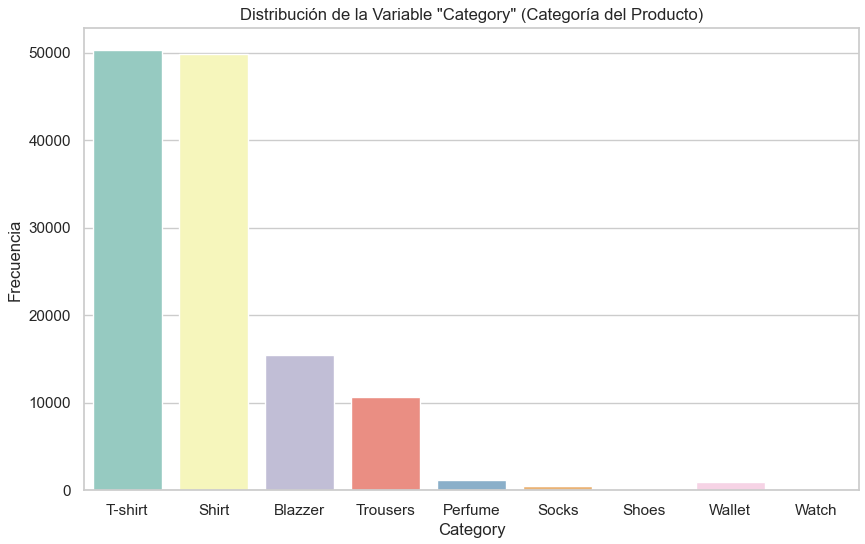 Distribución de la Variable "Category" (Categoría del Producto)
50000
40000
30000
20000
10000
0
Frecuencia
T-shirt Shirt Blazzer Trousers Perfume Socks Shoes Wallet Watch
Category